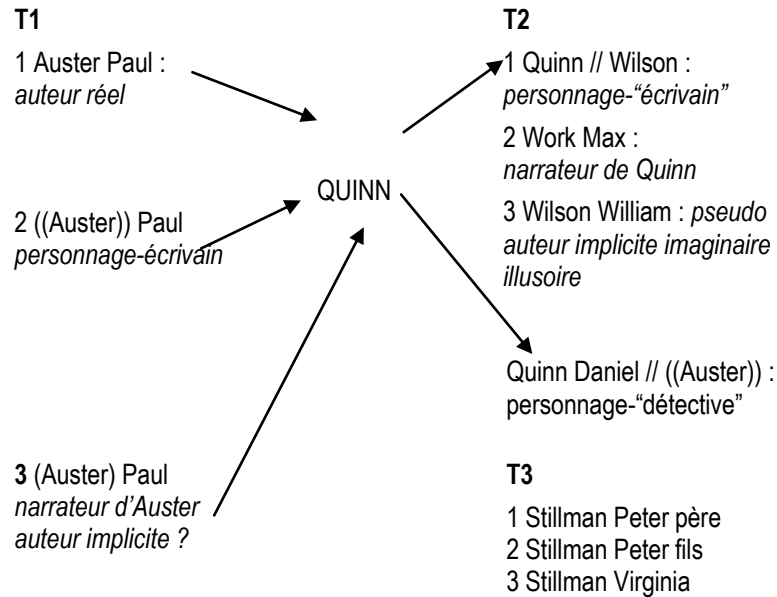 T1
1 Auster Paul :
auteur réel
2 ((Auster)) Paul
personnage-écrivain
3 (Auster) Paul
narrateur d’Auster
auteur implicite ?
QUINN
T2
1 Quinn // Wilson :
personnage-“écrivain”
2 Work Max :
narrateur de Quinn
3 Wilson William : pseudo
auteur implicite imaginaire
illusoire
Quinn Daniel // ((Auster)) :
personnage-“détective”
T3
1 Stillman Peter père
2 Stillman Peter fils
3 Stillman Virginia